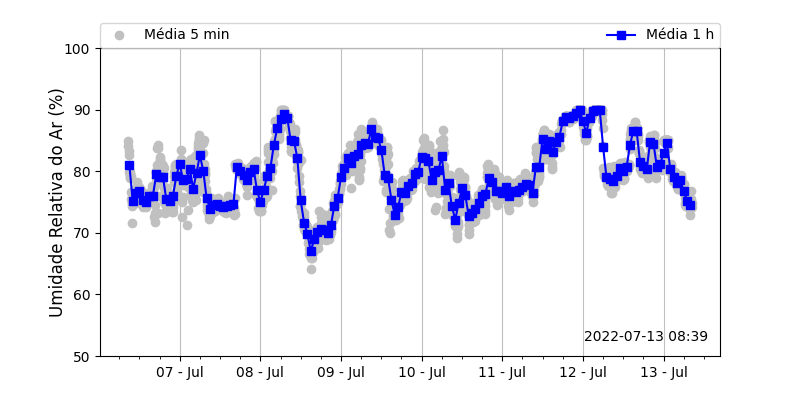 Média 5 min
Média 1 h
Umidade Relativa do Ar (%)
100
90
80
70
60
50
2022-07-13 08:39
07 - Jul
08 - Jul
09 - Jul
10 - Jul
11 - Jul
12 - Jul
13 - Jul